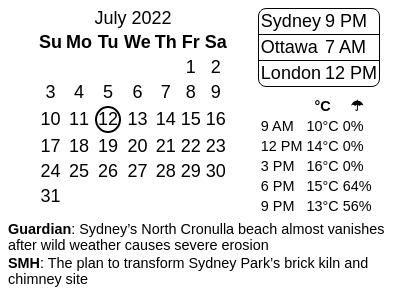 July 2022
Su Mo Tu We Th Fr Sa
1 2
3 4 5 6 7 8 9
10 11 12 13 14 15 16
17 18 19 20 21 22 23
24 25 26 27 28 29 30
31
Sydney 9 PM
Ottawa 7 AM
London 12 PM
°C ☂
9 AM 10°C 0%
12 PM 14°C 0%
3 PM 16°C 0%
6 PM 15°C 64%
9 PM 13°C 56%
Guardian: Sydney’s North Cronulla beach almost vanishes
after wild weather causes severe erosion
SMH: The plan to transform Sydney Park’s brick kiln and
chimney site